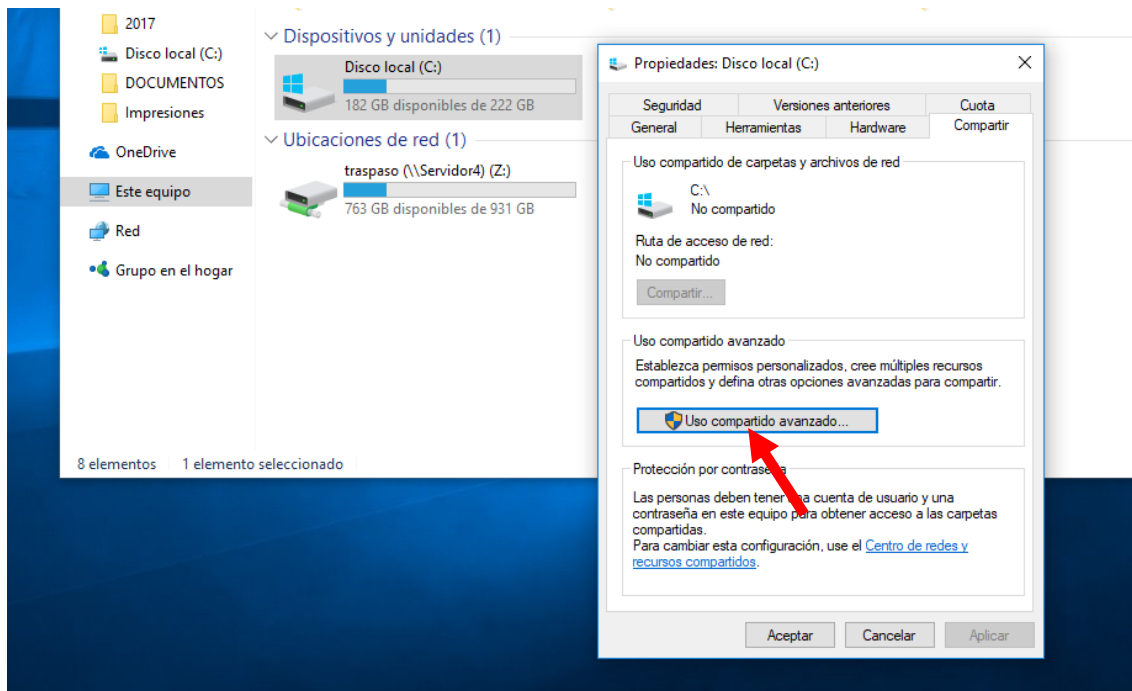 2017
Disco local (C:)
DOCUMENTOS
Impresiones
OneDrive
Este equipo
Red
Grupo en el hogar
Dispositivos y unidades (1)
Disco local (C:)
182 GB disponibles de 222 GB
Ubicaciones de red (1)
traspaso (\\Servidor4) (Z:)
763 GB disponibles de 931 GB
8 elementos 1 elemento seleccionado
Propiedades: Disco local (C:)
Seguridad Versiones anteriores Cuota
General Herramientas Hardware Compartir
Uso compartido de carpetas y archivos de red
C:\
No compartido
Ruta de acceso de red:
No compartido
Compartir...
Uso compartido avanzado
Establezca permisos personalizados, cree múltiples recursos
compartidos y defina otras opciones avanzadas para compartir.
Uso compartido avanzado...
Protección por contraseña
Las personas deben tener una cuenta de usuario y una
contraseña en este equipo para obtener acceso a las carpetas
compartidas.
Para cambiar esta configuración, use el Centro de redes y
recursos compartidos.
Aceptar Cancelar Aplicar